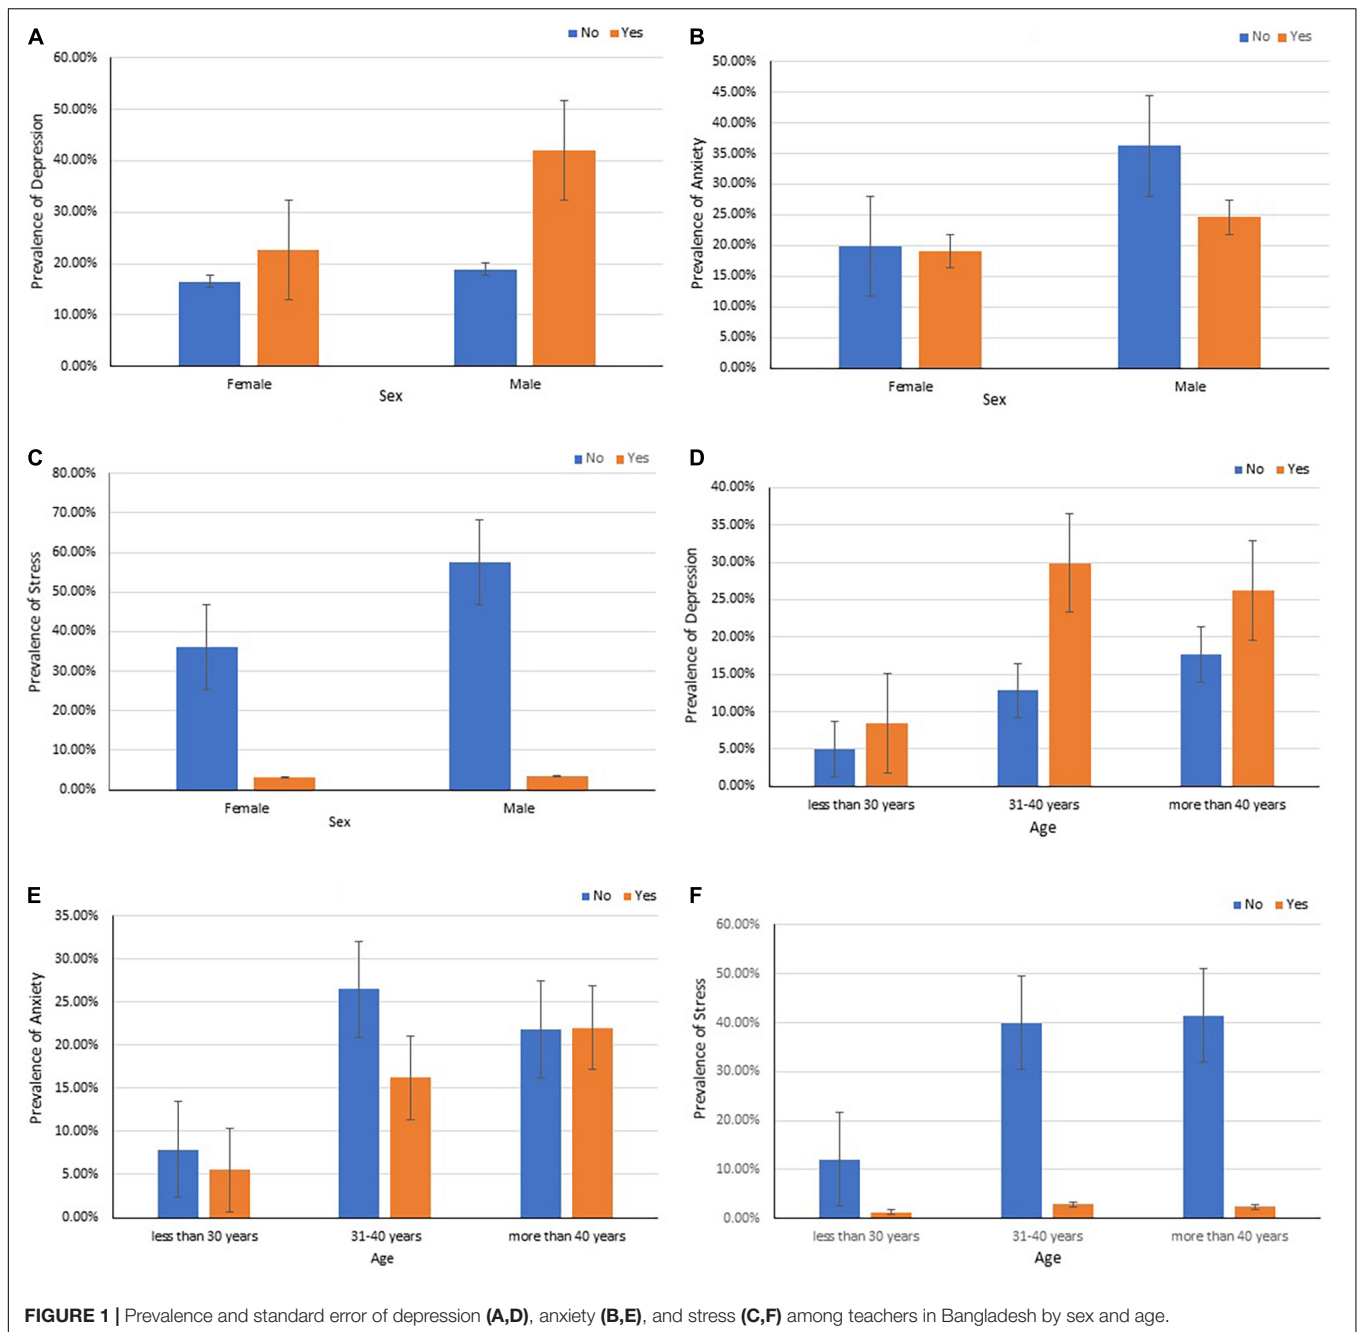 A
No Yes
60.00%
50.00%
40.00%
30.00%
20.00%
10.00%
0.00%
Prevalence of Depression
Female Male
Sex
B
No Yes
50.00%
45.00%
40.00%
35.00%
30.00%
25.00%
20.00%
15.00%
10.00%
5.00%
0.00%
Prevalence of Anxiety
Female Male
Sex
C
No Yes
80.00%
70.00%
60.00%
50.00%
40.00%
30.00%
20.00%
10.00%
0.00%
Prevalence of Stress
Female Male
Sex
D
No Yes
40.00%
35.00%
30.00%
25.00%
20.00%
15.00%
10.00%
5.00%
0.00%
Prevalence of Depression
less than 30 years 31-40 years more than 40 years
Age
E
No Yes
35.00%
30.00%
25.00%
20.00%
15.00%
10.00%
5.00%
0.00%
Prevalence of Anxiety
less than 30 years 31-40 years more than 40 years
Age
F
No Yes
60.00%
50.00%
40.00%
30.00%
20.00%
10.00%
0.00%
Prevalence of Stress
less than 30 years 31-40 years more than 40 years
Age
FIGURE 1 | Prevalence and standard error of depression (A,D), anxiety (B,E), and stress (C,F) among teachers in Bangladesh by sex and age.